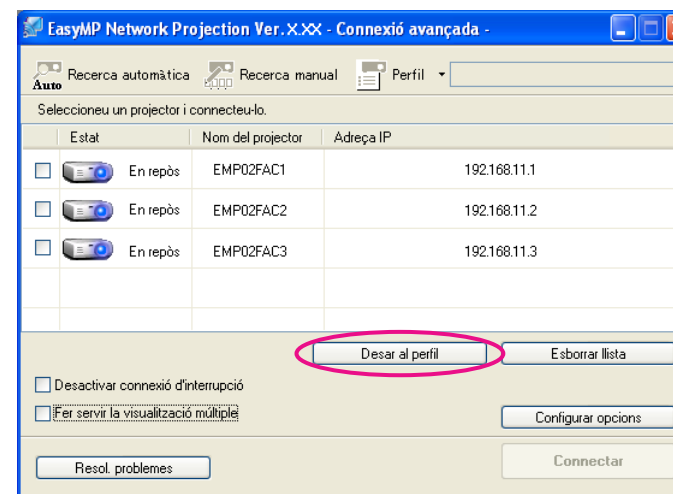 EasyMP Network Projection Ver.X.XX - Connexió avançada -
Auto Recerca automàtica Recerca manual Perfil
Seleccioneu un projector i connecteu-lo.
Estat Nom del projector Adreça IP
En repòs EMP02FAC1 192.168.11.1
En repòs EMP02FAC2 192.168.11.2
En repòs EMP02FAC3 192.168.11.3
Desar al perfil Esborrar llista
Desactivar connexió d'interrupció
Fer servir la visualització múltiple
Configurar opcions
Resol. problemes Connectar